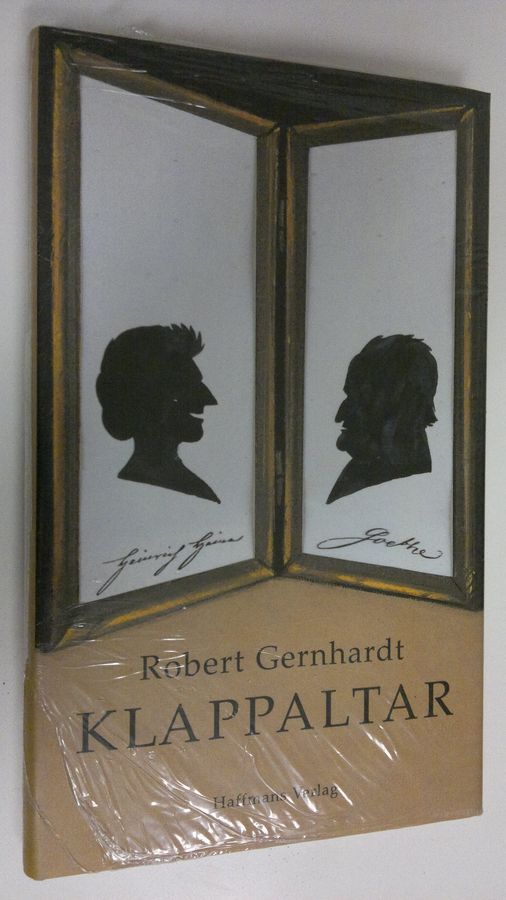 Heinrich Heine
Goethe
Robert Gernhardt
KLAPPALTAR
Haffmans Verlag